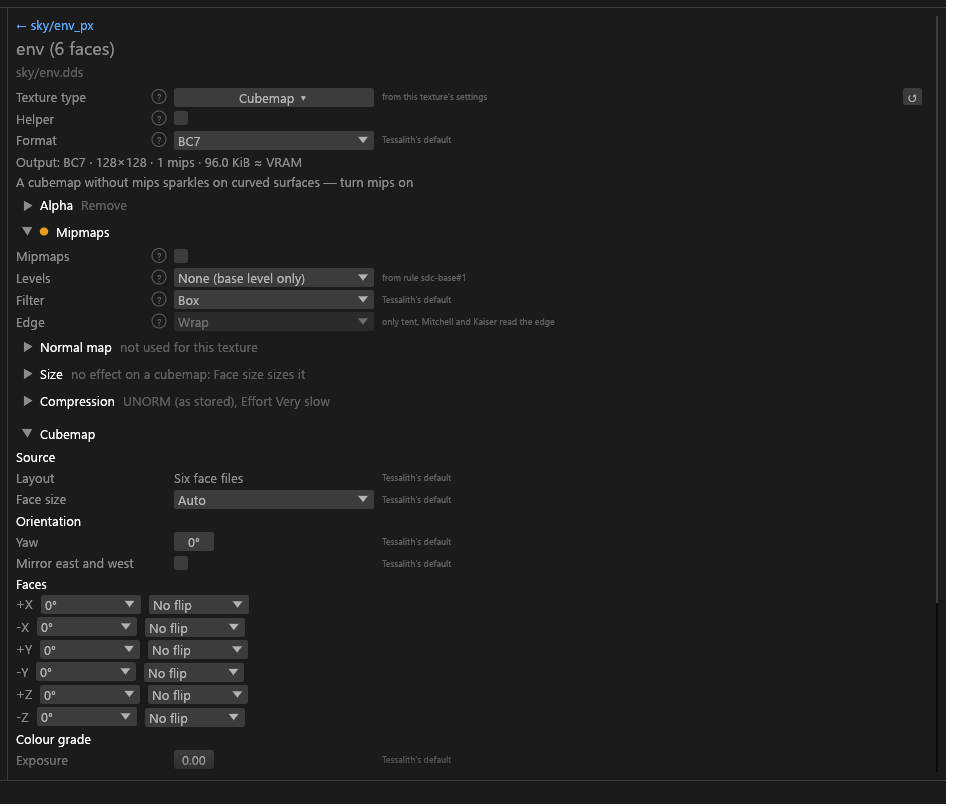 ← sky/env_px
env (6 faces)
sky/env.dds
Texture type ? Cubemap ▾ from this texture's settings ↺
Helper ?
Format ? BC7 Tessalith's default
Output: BC7 · 128×128 · 1 mips · 96.0 KiB ≈ VRAM
A cubemap without mips sparkles on curved surfaces — turn mips on
Alpha Remove
Mipmaps
Mipmaps ?
Levels ? None (base level only) from rule sdc-base#1
Filter ? Box Tessalith's default
Edge ? Wrap only tent, Mitchell and Kaiser read the edge
Normal map not used for this texture
Size no effect on a cubemap: Face size sizes it
Compression UNORM (as stored), Effort Very slow
Cubemap
Source
Layout Six face files Tessalith's default
Face size Auto Tessalith's default
Orientation
Yaw 0° Tessalith's default
Mirror east and west Tessalith's default
Faces
+X 0° No flip
-X 0° No flip
+Y 0° No flip
-Y 0° No flip
+Z 0° No flip
-Z 0° No flip
Colour grade
Exposure 0.00 Tessalith's default